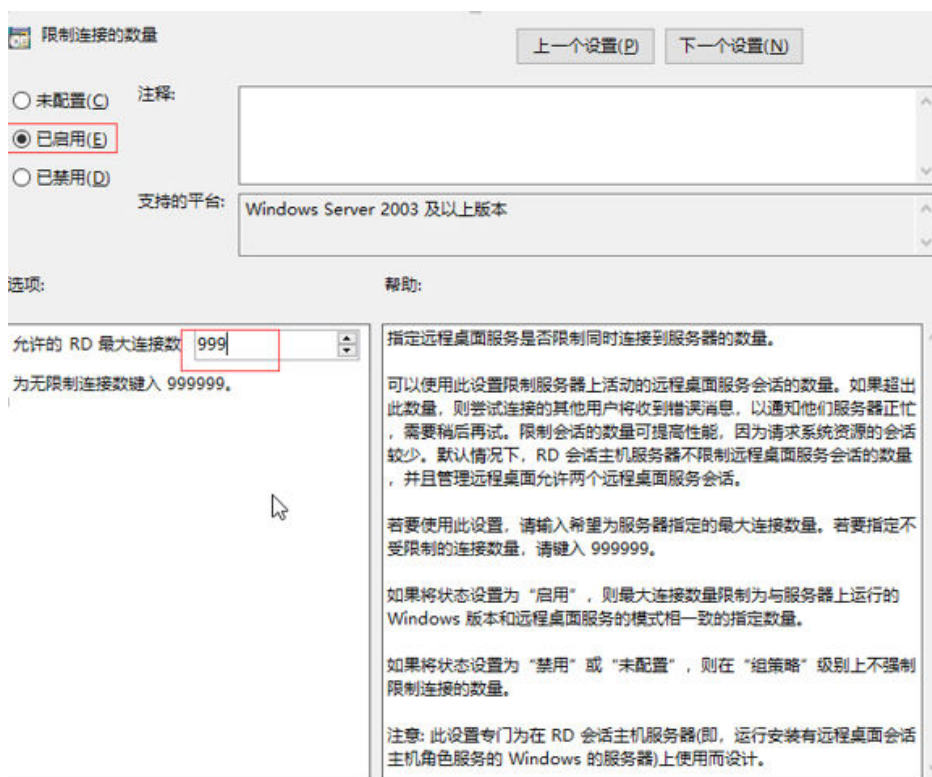 限制连接的数量
上一个设置(P)
下一个设置(N)
未配置(C)
注释:
已启用(E)
已禁用(D)
支持的平台:
Windows Server 2003 及以上版本
选项:
帮助:
允许的 RD 最大连接数
999
为无限制连接数键入 999999。
指定远程桌面服务是否限制同时连接到服务器的数量。
可以使用此设置限制服务器上活动的远程桌面服务会话的数量。如果超出
此数量，则尝试连接的其他用户将收到错误消息，以通知他们服务器正忙
，需要稍后再试。限制会话的数量可提高性能，因为请求系统资源的会话
较少。默认情况下，RD 会话主机服务器不限制远程桌面服务会话的数量
，并且管理远程桌面允许两个远程桌面服务会话。
若要使用此设置，请输入希望为服务器指定的最大连接数量。若要指定不
受限制的连接数量，请键入 999999。
如果将状态设置为“启用”，则最大连接数量限制为与服务器上运行的
Windows 版本和远程桌面服务的模式相一致的指定数量。
如果将状态设置为“禁用”或“未配置”，则在“组策略”级别上不强制
限制连接的数量。
注意: 此设置专门为在 RD 会话主机服务器(即，运行安装有远程桌面会话
主机角色服务的 Windows 的服务器)上使用而设计。